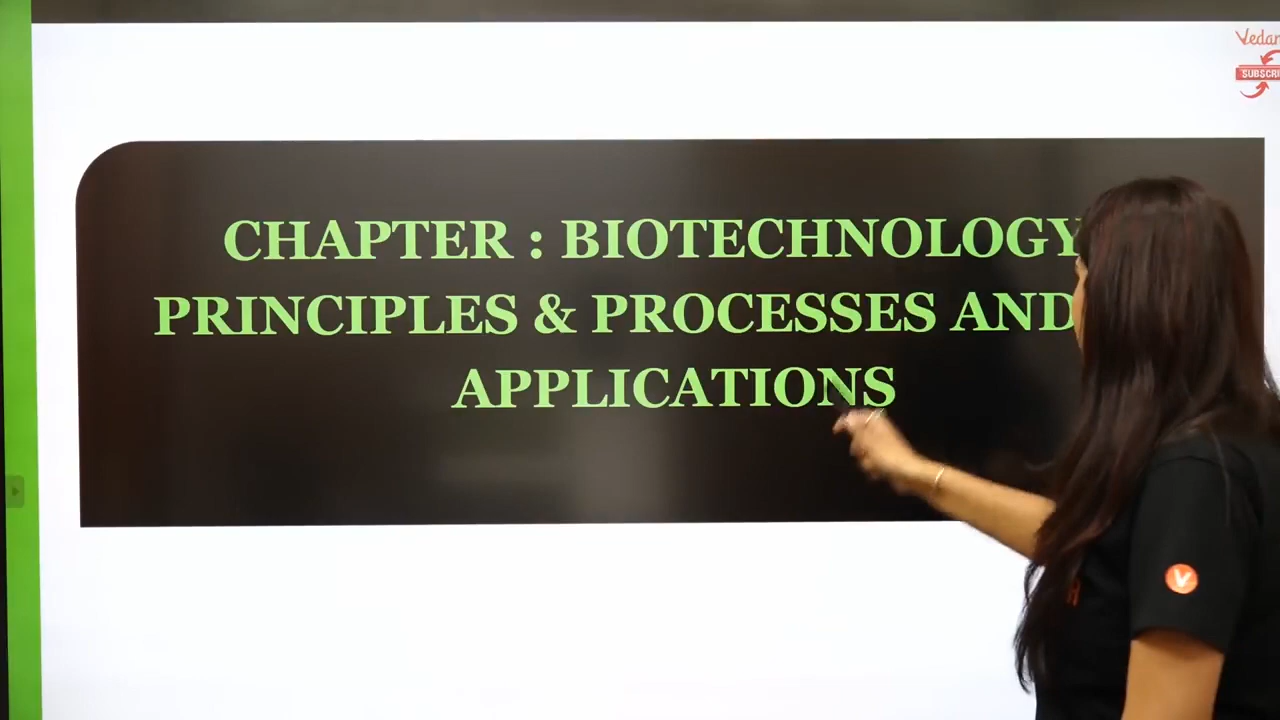 CHAPTER : BIOTECHNOLOGY
PRINCIPLES & PROCESSES AND
APPLICATIONS
V